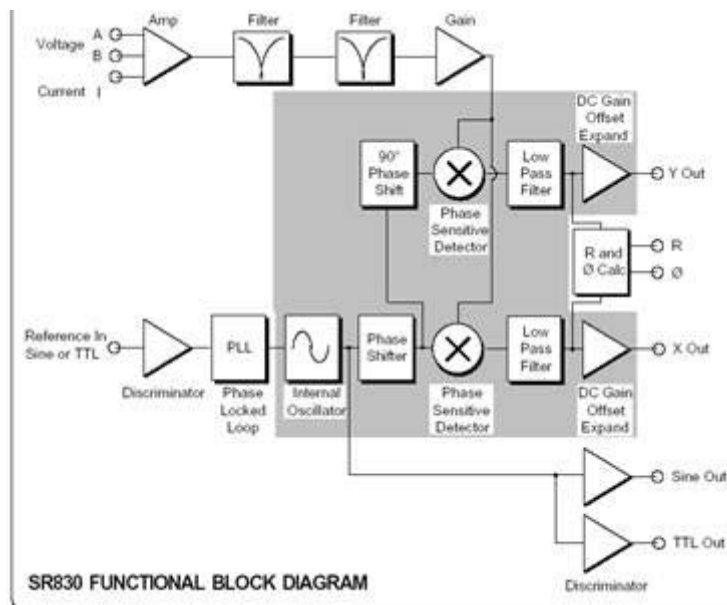 Amp
Filter
Filter
Gain
Voltage
A
B
Current
I
DC Gain
Offset
Expand
90°
Phase
Shift
Low
Pass
Filter
Y Out
Phase
Sensitive
Detector
R and
Ø Calc
R
Ø
Reference In
Sine or TTL
PLL
Phase
Shifter
Low
Pass
Filter
X Out
Discriminator
Phase
Locked
Loop
Internal
Oscillator
Phase
Sensitive
Detector
DC Gain
Offset
Expand
Sine Out
TTL Out
Discriminator
SR830 FUNCTIONAL BLOCK DIAGRAM